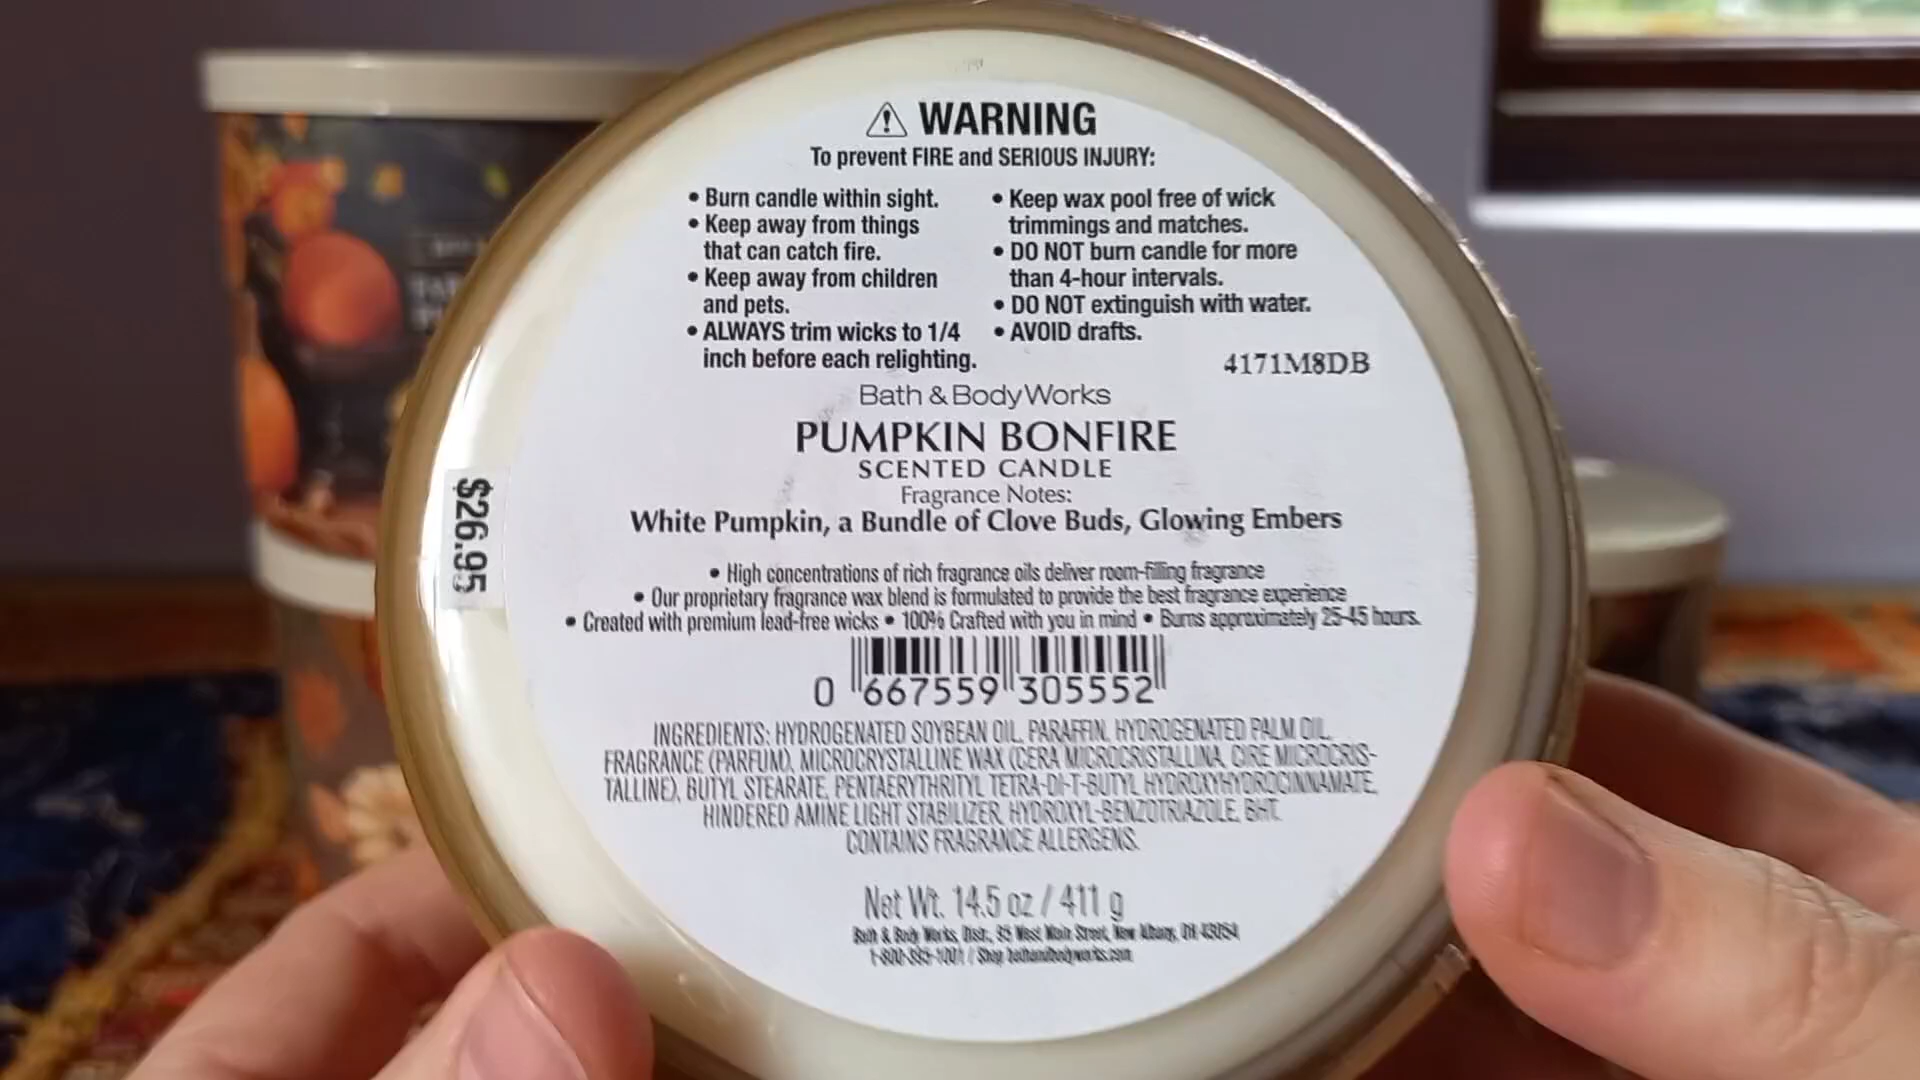 ⚠ WARNING
To prevent FIRE and SERIOUS INJURY:
• Burn candle within sight.
• Keep away from things
that can catch fire.
• Keep away from children
and pets.
• ALWAYS trim wicks to 1/4
inch before each relighting.
• Keep wax pool free of wick
trimmings and matches.
• DO NOT burn candle for more
than 4-hour intervals.
• DO NOT extinguish with water.
• AVOID drafts.
4171M8DB
Bath & Body Works
PUMPKIN BONFIRE
SCENTED CANDLE
Fragrance Notes:
White Pumpkin, a Bundle of Clove Buds, Glowing Embers
$26.95
• High concentrations of rich fragrance oils deliver room-filling fragrance
• Our proprietary fragrance wax blend is formulated to provide the best fragrance experience
• Created with premium lead-free wicks • 100% Crafted with you in mind • Burns approximately 25-45 hours.
0 667559 305552
INGREDIENTS: HYDROGENATED SOYBEAN OIL, PARAFFIN, HYDROGENATED PALM OIL,
FRAGRANCE (PARFUM), MICROCRYSTALLINE WAX (CERA MICROCRISTALLINA, CIRE MICROCRIS-
TALLINE), BUTYL STEARATE, PENTAERYTHRITYL TETRA-DI-T-BUTYL HYDROXYHYDROCINNAMATE,
HINDERED AMINE LIGHT STABILIZER, HYDROXYL-BENZOTRIAZOLE, BHT.
CONTAINS FRAGRANCE ALLERGENS.
Net Wt. 14.5 oz / 411 g
Bath & Body Works, Distr., 95 West Main Street, New Albany, OH 43054
Shop bathandbodyworks.com